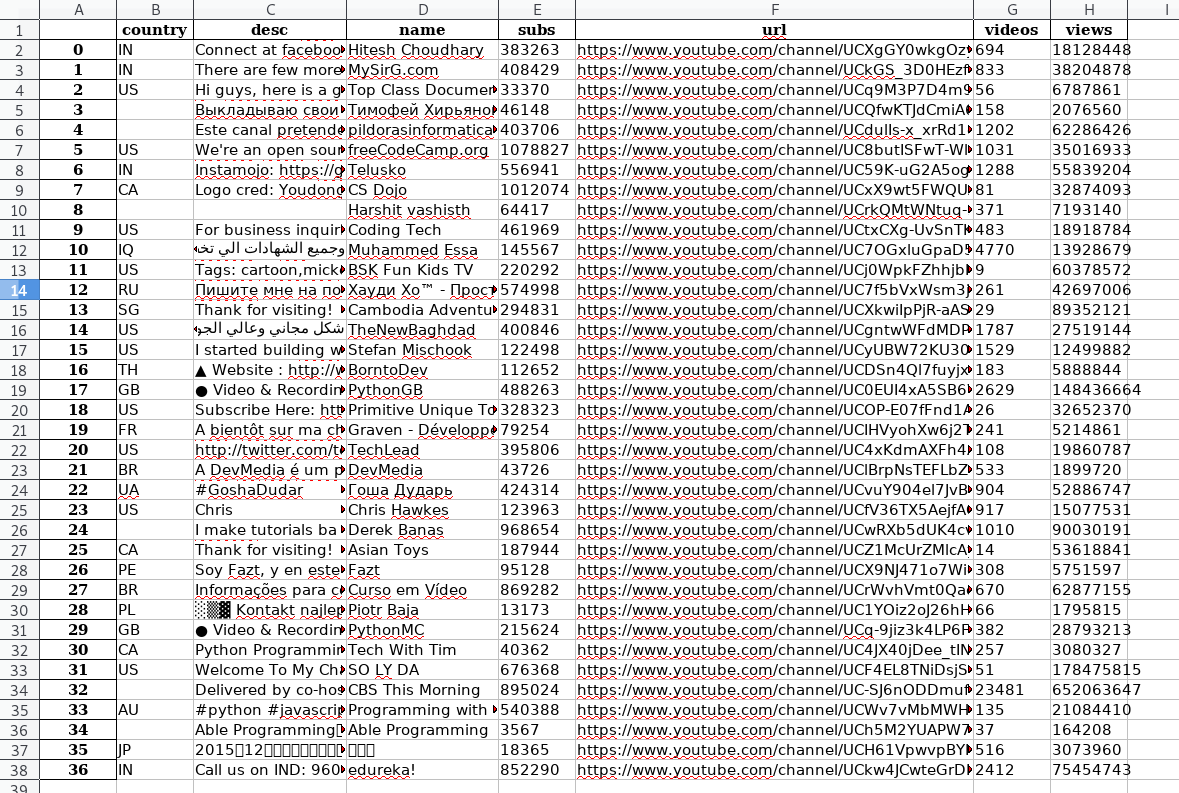 A B C D E F G H I
1 country desc name subs url videos views
2 0 IN Connect at faceboo Hitesh Choudhary 383263 https://www.youtube.com/channel/UCXgGY0wkgOz 694 18128448
3 1 IN There are few more MySirG.com 408429 https://www.youtube.com/channel/UCkGS_3D0HEzf 833 38204878
4 2 US Hi guys, here is a g Top Class Documer 33370 https://www.youtube.com/channel/UCq9M3P7D4m9 56 6787861
5 3 Выкладываю свои Тимофей Хирьяно 46148 https://www.youtube.com/channel/UCQfwKTJdCmiA 158 2076560
6 4 Este canal pretende pildorasinformatica 403706 https://www.youtube.com/channel/UCdulIs-x_xrRd1 1202 62286426
7 5 US We're an open sour freeCodeCamp.org 1078827 https://www.youtube.com/channel/UC8butISFwT-Wl 1031 35016933
8 6 IN Instamojo: https://g Telusko 556941 https://www.youtube.com/channel/UC59K-uG2A5og 1288 55839204
9 7 CA Logo cred: Youdong CS Dojo 1012074 https://www.youtube.com/channel/UCxX9wt5FWQU 81 32874093
10 8 Harshit vashisth 64417 https://www.youtube.com/channel/UCrkQMtWNtuq- 371 7193140
11 9 US For business inquir Coding Tech 461969 https://www.youtube.com/channel/UCtxCXg-UvSnTl 483 18918784
12 10 IQ وجميع الشهادات الي تخ Muhammed Essa 145567 https://www.youtube.com/channel/UC7OGxluGpaD 4770 13928679
13 11 US Tags: cartoon,mick BSK Fun Kids TV 220292 https://www.youtube.com/channel/UCj0WpkFZhhjb 9 60378572
14 12 RU Пишите мне на по Хауди Хо™ - Прост 574998 https://www.youtube.com/channel/UC7f5bVxWsm3 261 42697006
15 13 SG Thank for visiting! Cambodia Adventu 294831 https://www.youtube.com/channel/UCXkwilpPjR-aAS 29 89352121
16 14 US شكل مجاني وعالي الجو TheNewBaghdad 400846 https://www.youtube.com/channel/UCgntwWFdMDP 1787 27519144
17 15 US I started building w Stefan Mischook 122498 https://www.youtube.com/channel/UCyUBW72KU30 1529 12499882
18 16 TH ▲ Website : http://w BorntoDev 112652 https://www.youtube.com/channel/UCDSn4Ql7fuyjx 183 5888844
19 17 GB ● Video & Recordin PythonGB 488263 https://www.youtube.com/channel/UC0EUl4xA5SB6 2629 148436664
20 18 US Subscribe Here: htt Primitive Unique To 328323 https://www.youtube.com/channel/UCOP-E07fFnd1A 26 32652370
21 19 FR A bientôt sur ma ch Graven - Développe 79254 https://www.youtube.com/channel/UCIHVyohXw6j2T 241 5214861
22 20 US http://twitter.com/t TechLead 395806 https://www.youtube.com/channel/UC4xKdmAXFh4 108 19860787
23 21 BR A DevMedia é um p DevMedia 43726 https://www.youtube.com/channel/UClBrpNsTEFLbZ 533 1899720
24 22 UA #GoshaDudar Гоша Дударь 424314 https://www.youtube.com/channel/UCvuY904el7JvB 904 52886747
25 23 US Chris Chris Hawkes 123963 https://www.youtube.com/channel/UCfV36TX5AejfA 917 15077531
26 24 I make tutorials ba Derek Banas 968654 https://www.youtube.com/channel/UCwRXb5dUK4cv 1010 90030191
27 25 CA Thank for visiting! Asian Toys 187944 https://www.youtube.com/channel/UCZ1McUrZMlcA 14 53618841
28 26 PE Soy Fazt, y en este Fazt 95128 https://www.youtube.com/channel/UCX9NJ471o7Wi 308 5751597
29 27 BR Informações para c Curso em Vídeo 869282 https://www.youtube.com/channel/UCrWvhVmt0Qa 670 62877155
30 28 PL ░▒▓ Kontakt najlep Piotr Baja 13173 https://www.youtube.com/channel/UC1YOiz2oJ26hH 66 1795815
31 29 GB ● Video & Recordin PythonMC 215624 https://www.youtube.com/channel/UCq-9jiz3k4LP6F 382 28793213
32 30 CA Python Programmin Tech With Tim 40362 https://www.youtube.com/channel/UC4JX40jDee_tIN 257 3080327
33 31 US Welcome To My Ch SO LY DA 676368 https://www.youtube.com/channel/UCF4EL8TNiDsjS 51 178475815
34 32 Delivered by co-hos CBS This Morning 895024 https://www.youtube.com/channel/UC-SJ6nODDmuf 23481 652063647
35 33 AU #python #javascrip Programming with 540388 https://www.youtube.com/channel/UCWv7vMbMWH 135 21084410
36 34 Able Programming Able Programming 3567 https://www.youtube.com/channel/UCh5M2YUAPW7 37 164208
37 35 JP 2015 12 18365 https://www.youtube.com/channel/UCH61VpwvpBY 516 3073960
38 36 IN Call us on IND: 960 edureka! 852290 https://www.youtube.com/channel/UCkw4JCwteGrD 2412 75454743
39